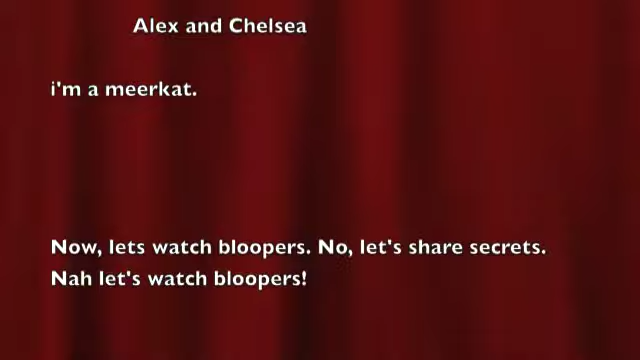 Alex and Chelsea
i'm a meerkat.
Now, lets watch bloopers. No, let's share secrets.
Nah let's watch bloopers!